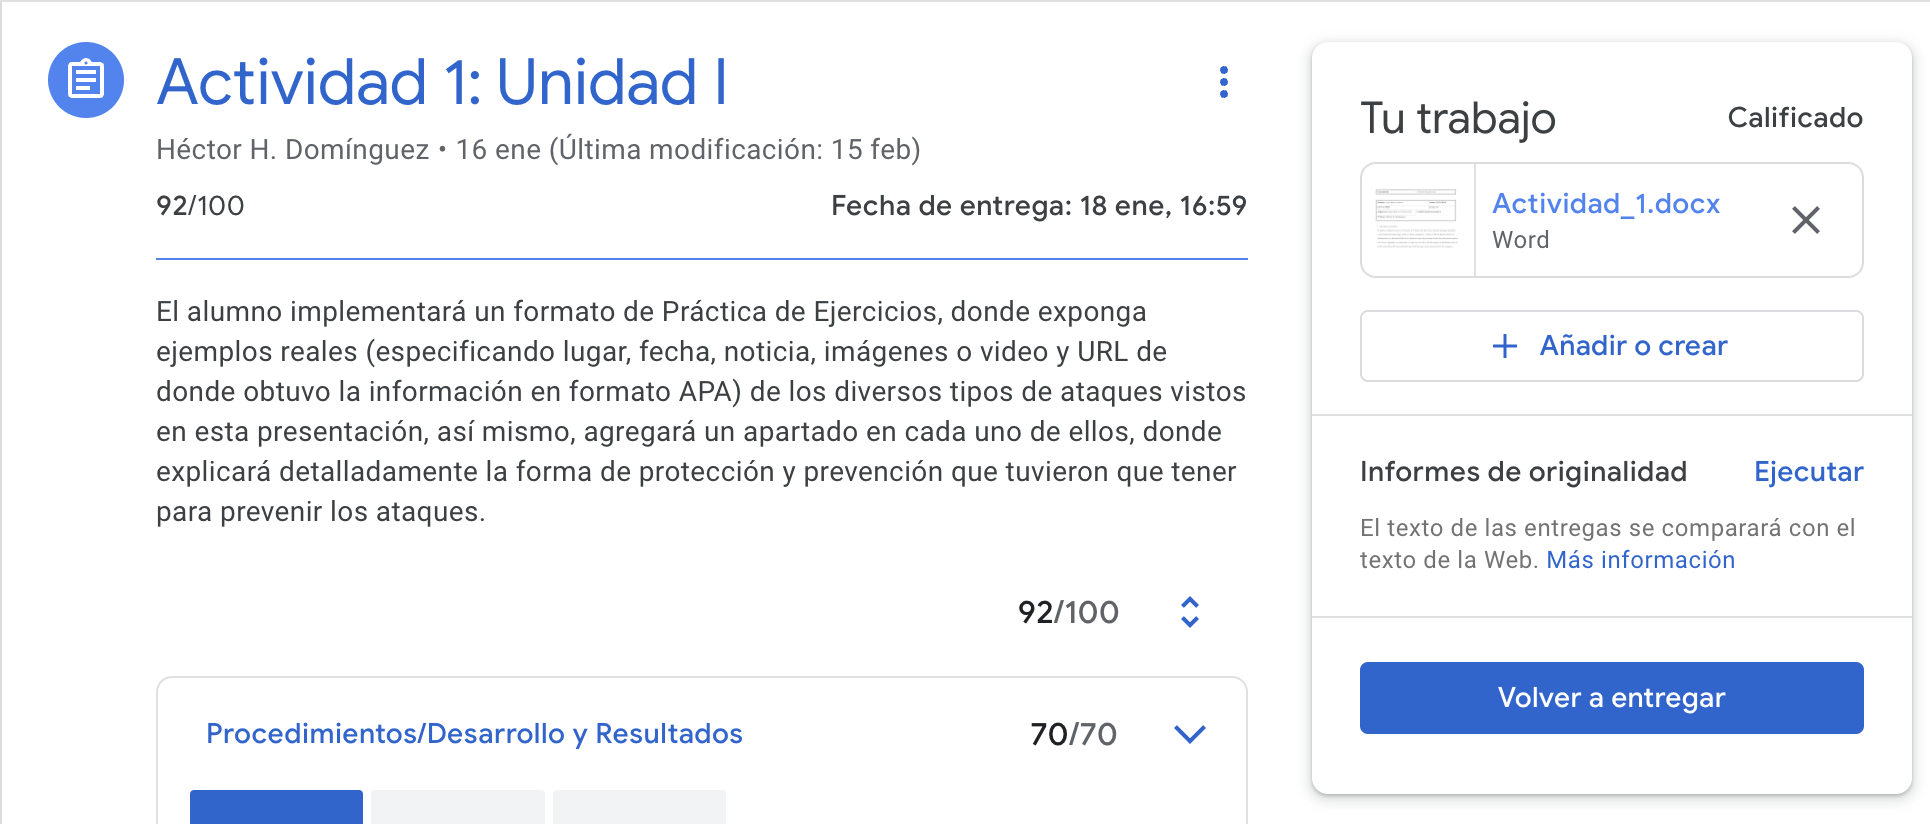 Actividad 1: Unidad I
Héctor H. Domínguez • 16 ene (Última modificación: 15 feb)
92/100
Fecha de entrega: 18 ene, 16:59
El alumno implementará un formato de Práctica de Ejercicios, donde exponga
ejemplos reales (especificando lugar, fecha, noticia, imágenes o video y URL de
donde obtuvo la información en formato APA) de los diversos tipos de ataques vistos
en esta presentación, así mismo, agregará un apartado en cada uno de ellos, donde
explicará detalladamente la forma de protección y prevención que tuvieron que tener
para prevenir los ataques.
92/100
Procedimientos/Desarrollo y Resultados
70/70
Tu trabajo
Calificado
Actividad_1.docx
Word
Añadir o crear
Informes de originalidad
Ejecutar
El texto de las entregas se comparará con el
texto de la Web. Más información
Volver a entregar